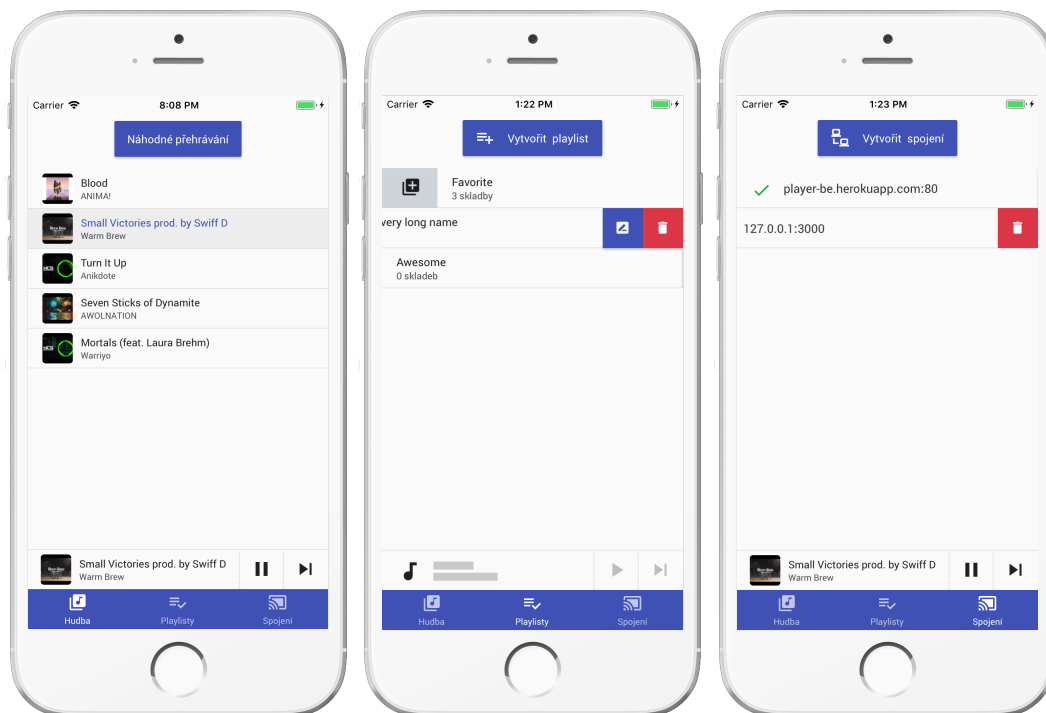 Carrier
8:08 PM
Náhodné přehrávání
Blood
ANIMA!
Small Victories prod. by Swiff D
Warm Brew
Turn It Up
Anikdote
Seven Sticks of Dynamite
AWOLNATION
Mortals (feat. Laura Brehm)
Warriyo
Small Victories prod. by Swiff D
Warm Brew
Hudba
Playlisty
Spojení
Carrier
1:22 PM
Vytvořit playlist
Favorite
3 skladby
very long name
Awesome
0 skladeb
Hudba
Playlisty
Spojení
Carrier
1:23 PM
Vytvořit spojení
player-be.herokuapp.com:80
127.0.0.1:3000
Small Victories prod. by Swiff D
Warm Brew
Hudba
Playlisty
Spojení